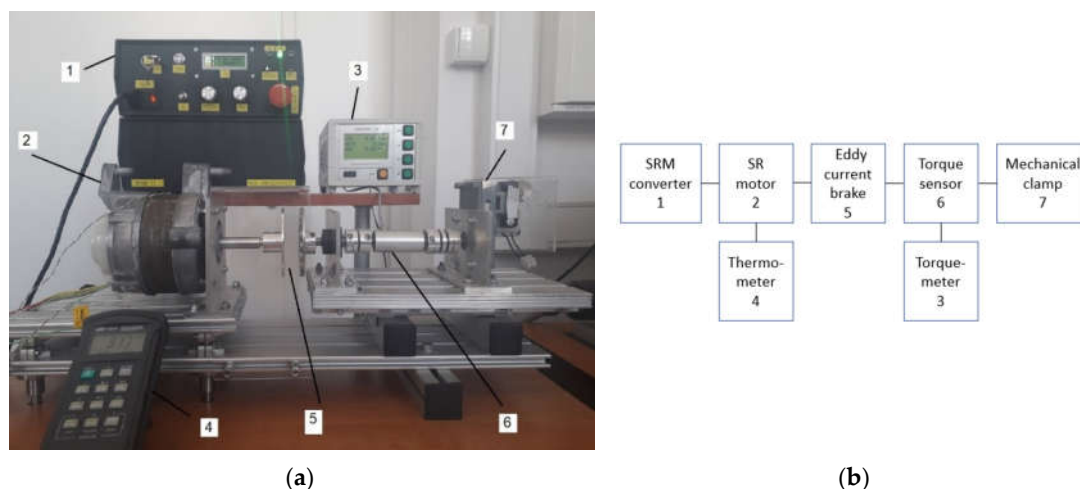 1
3
2
7
5
6
4
SRM
converter
1
SR
motor
2
Eddy
current
brake
5
Torque
sensor
6
Mechanical
clamp
7
Thermo-
meter
4
Torque-
meter
3
(a)
(b)